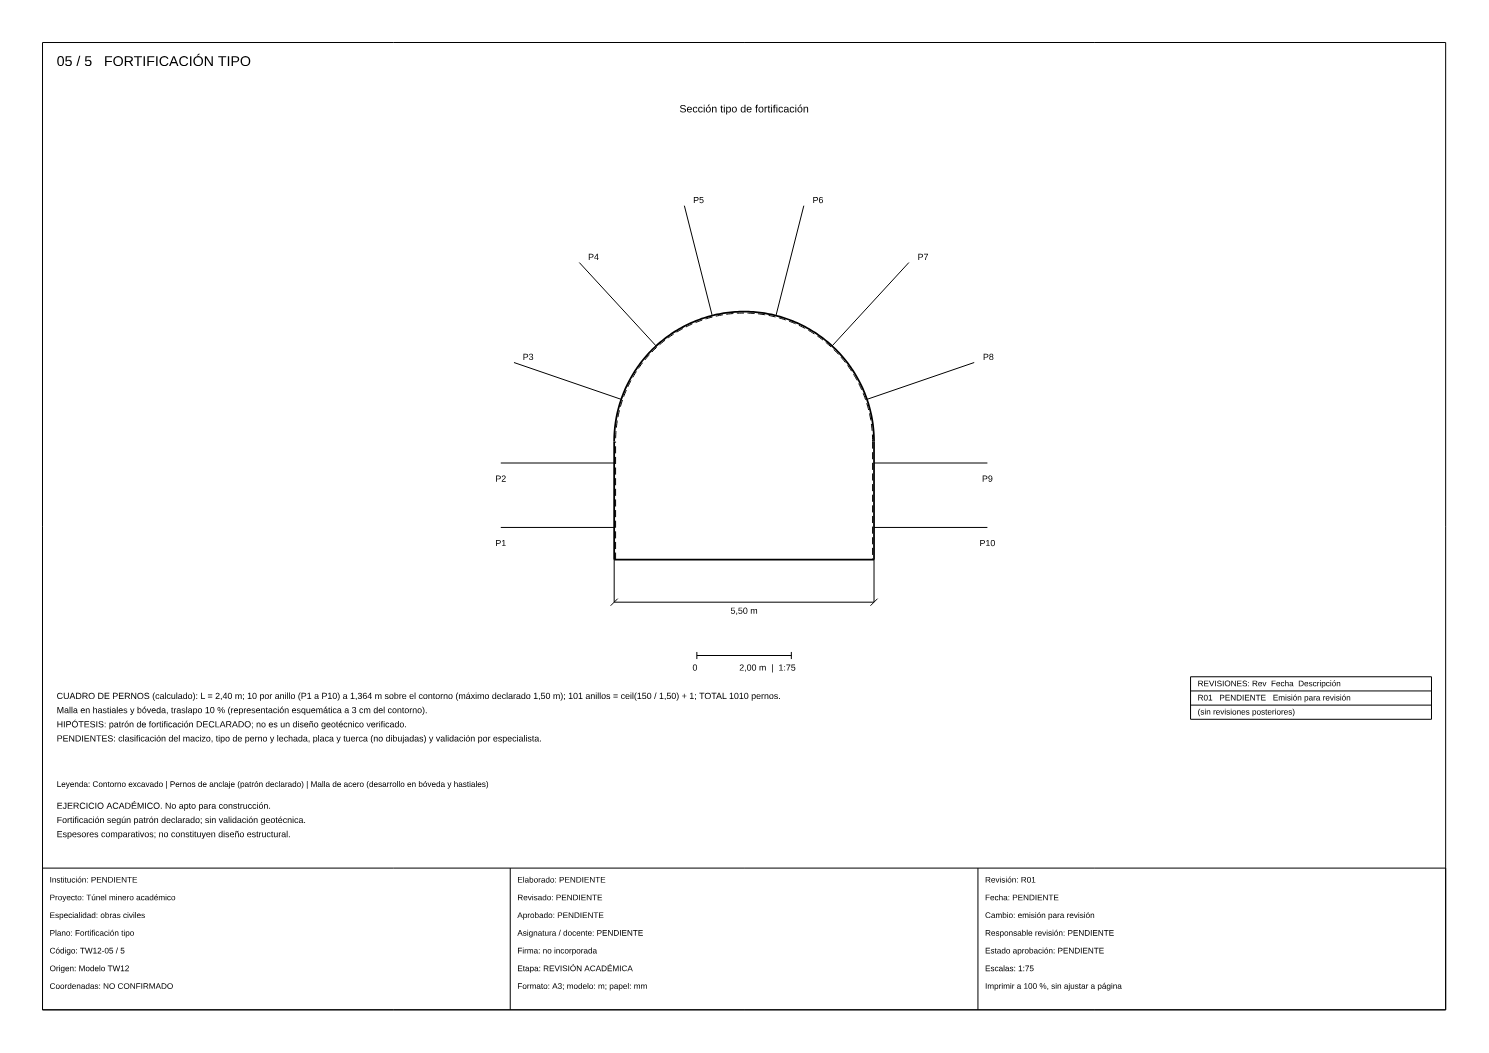 05 / 5   FORTIFICACIÓN TIPO
Sección tipo de fortificación
P5
P6
P4
P7
P3
P8
P2
P9
P1
P10
5,50 m
0
2,00 m | 1:75
CUADRO DE PERNOS (calculado): L = 2,40 m; 10 por anillo (P1 a P10) a 1,364 m sobre el contorno (máximo declarado 1,50 m); 101 anillos = ceil(150 / 1,50) + 1; TOTAL 1010 pernos.
Malla en hastiales y bóveda, traslapo 10 % (representación esquemática a 3 cm del contorno).
HIPÓTESIS: patrón de fortificación DECLARADO; no es un diseño geotécnico verificado.
PENDIENTES: clasificación del macizo, tipo de perno y lechada, placa y tuerca (no dibujadas) y validación por especialista.
REVISIONES: Rev  Fecha  Descripción
R01   PENDIENTE   Emisión para revisión
(sin revisiones posteriores)
Leyenda: Contorno excavado | Pernos de anclaje (patrón declarado) | Malla de acero (desarrollo en bóveda y hastiales)
EJERCICIO ACADÉMICO. No apto para construcción.
Fortificación según patrón declarado; sin validación geotécnica.
Espesores comparativos; no constituyen diseño estructural.
Institución: PENDIENTE
Proyecto: Túnel minero académico
Especialidad: obras civiles
Plano: Fortificación tipo
Código: TW12-05 / 5
Origen: Modelo TW12
Coordenadas: NO CONFIRMADO
Elaborado: PENDIENTE
Revisado: PENDIENTE
Aprobado: PENDIENTE
Asignatura / docente: PENDIENTE
Firma: no incorporada
Etapa: REVISIÓN ACADÉMICA
Formato: A3; modelo: m; papel: mm
Revisión: R01
Fecha: PENDIENTE
Cambio: emisión para revisión
Responsable revisión: PENDIENTE
Estado aprobación: PENDIENTE
Escalas: 1:75
Imprimir a 100 %, sin ajustar a página